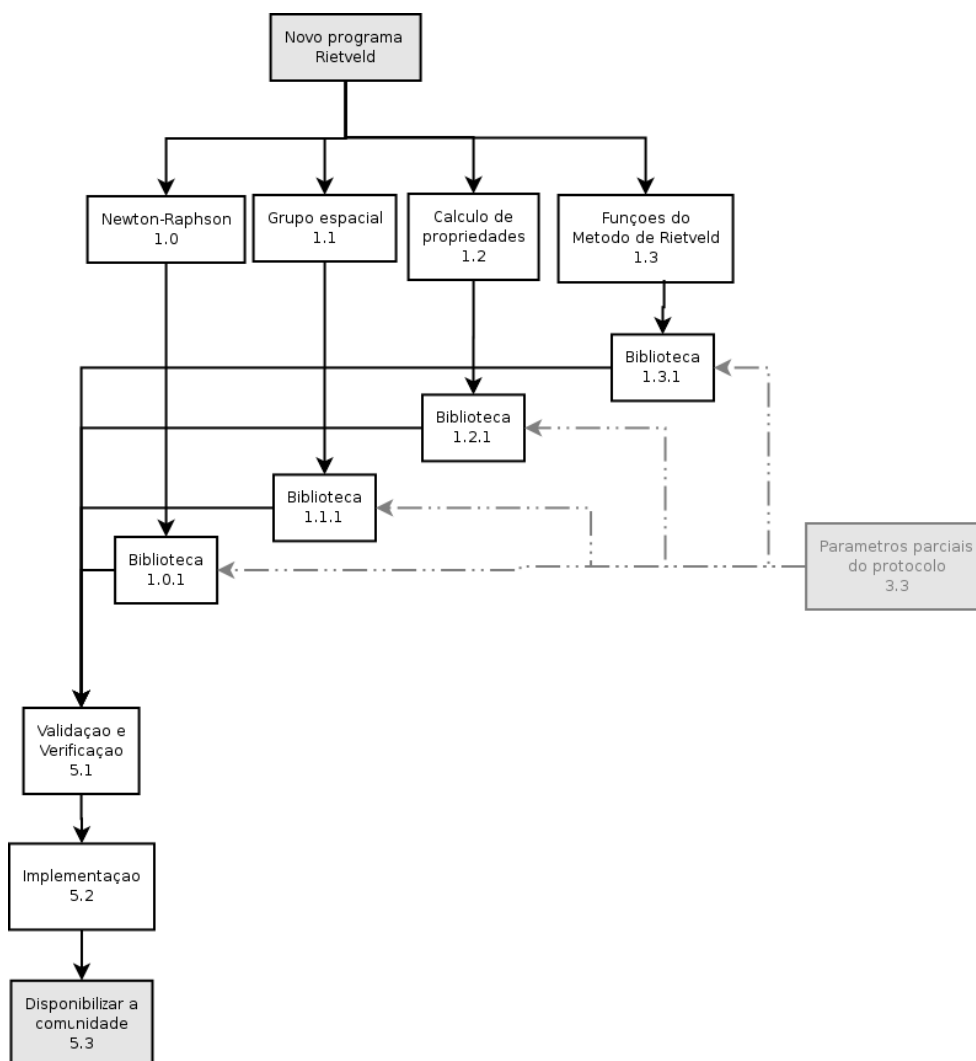 Novo programa
Rietveld
Newton-Raphson
1.0
Grupo espacial
1.1
Calculo de
propriedades
1.2
Funçoes do
Metodo de Rietveld
1.3
Biblioteca
1.3.1
Biblioteca
1.2.1
Biblioteca
1.1.1
Biblioteca
1.0.1
Parametros parciais
do protocolo
3.3
Validaçao e
Verificaçao
5.1
Implementaçao
5.2
Disponibilizar a
comunidade
5.3